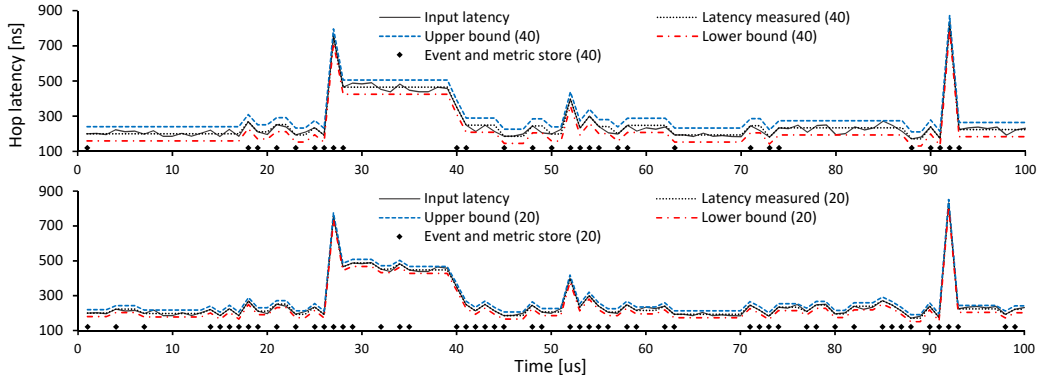 Input latency
Latency measured (40)
Upper bound (40)
Lower bound (40)
Event and metric store (40)
900
700
500
300
100
0 10 20 30 40 50 60 70 80 90 100
Hop latency [ns]
Input latency
Latency measured (20)
Upper bound (20)
Lower bound (20)
Event and metric store (20)
900
700
500
300
100
0 10 20 30 40 50 60 70 80 90 100
Time [us]